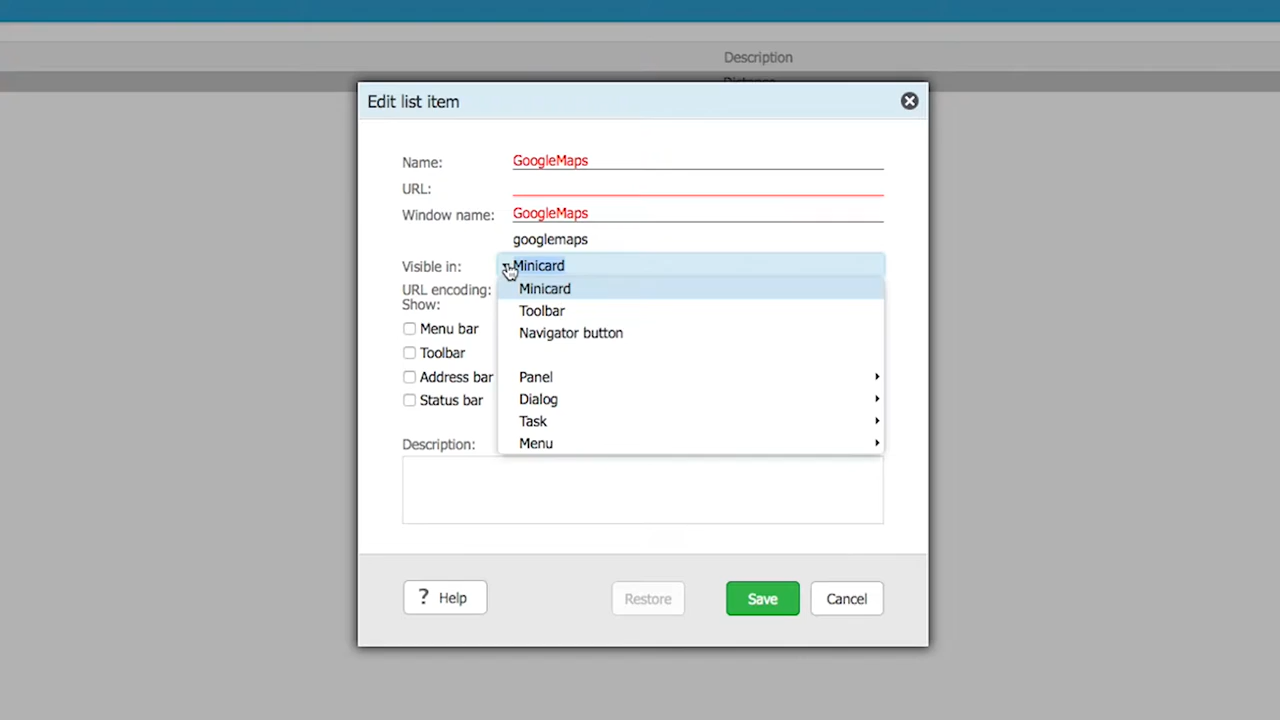 Description
Edit list item
Name: GoogleMaps
URL:
Window name: GoogleMaps
googlemaps
Visible in: Minicard
Minicard
Toolbar
Navigator button
Panel
Dialog
Task
Menu
URL encoding:
Show:
Menu bar
Toolbar
Address bar
Status bar
Description:
? Help
Restore
Save
Cancel